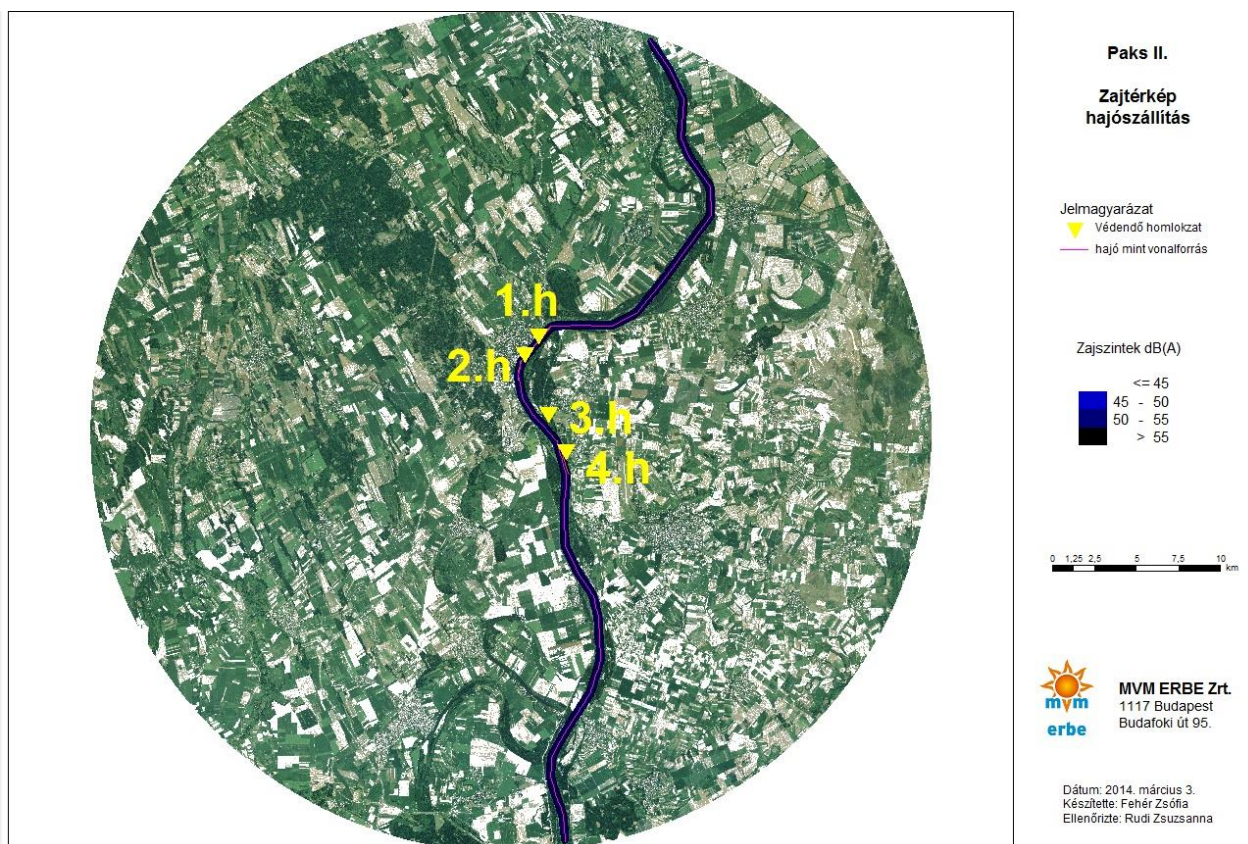 Paks II.
Zajtérkép
hajószállítás
Jelmagyarázat
Védendő homlokzat
hajó mint vonalforrás
1.h
2.h
3.h
4.h
Zajszintek dB(A)
<= 45
45 - 50
50 - 55
> 55
0 1,25 2,5 5 7,5 10
km
mvm
erbe
MVM ERBE Zrt.
1117 Budapest
Budafoki út 95.
Dátum: 2014. március 3.
Készítette: Fehér Zsófia
Ellenőrizte: Rudi Zsuzsanna